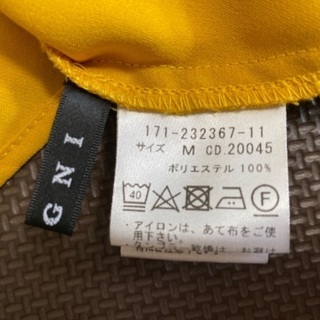 171-232367-11
サイズ M CD.20045
ポリエステル 100%
40
F
・アイロンは、あて布をご使
用下さい。
GNI